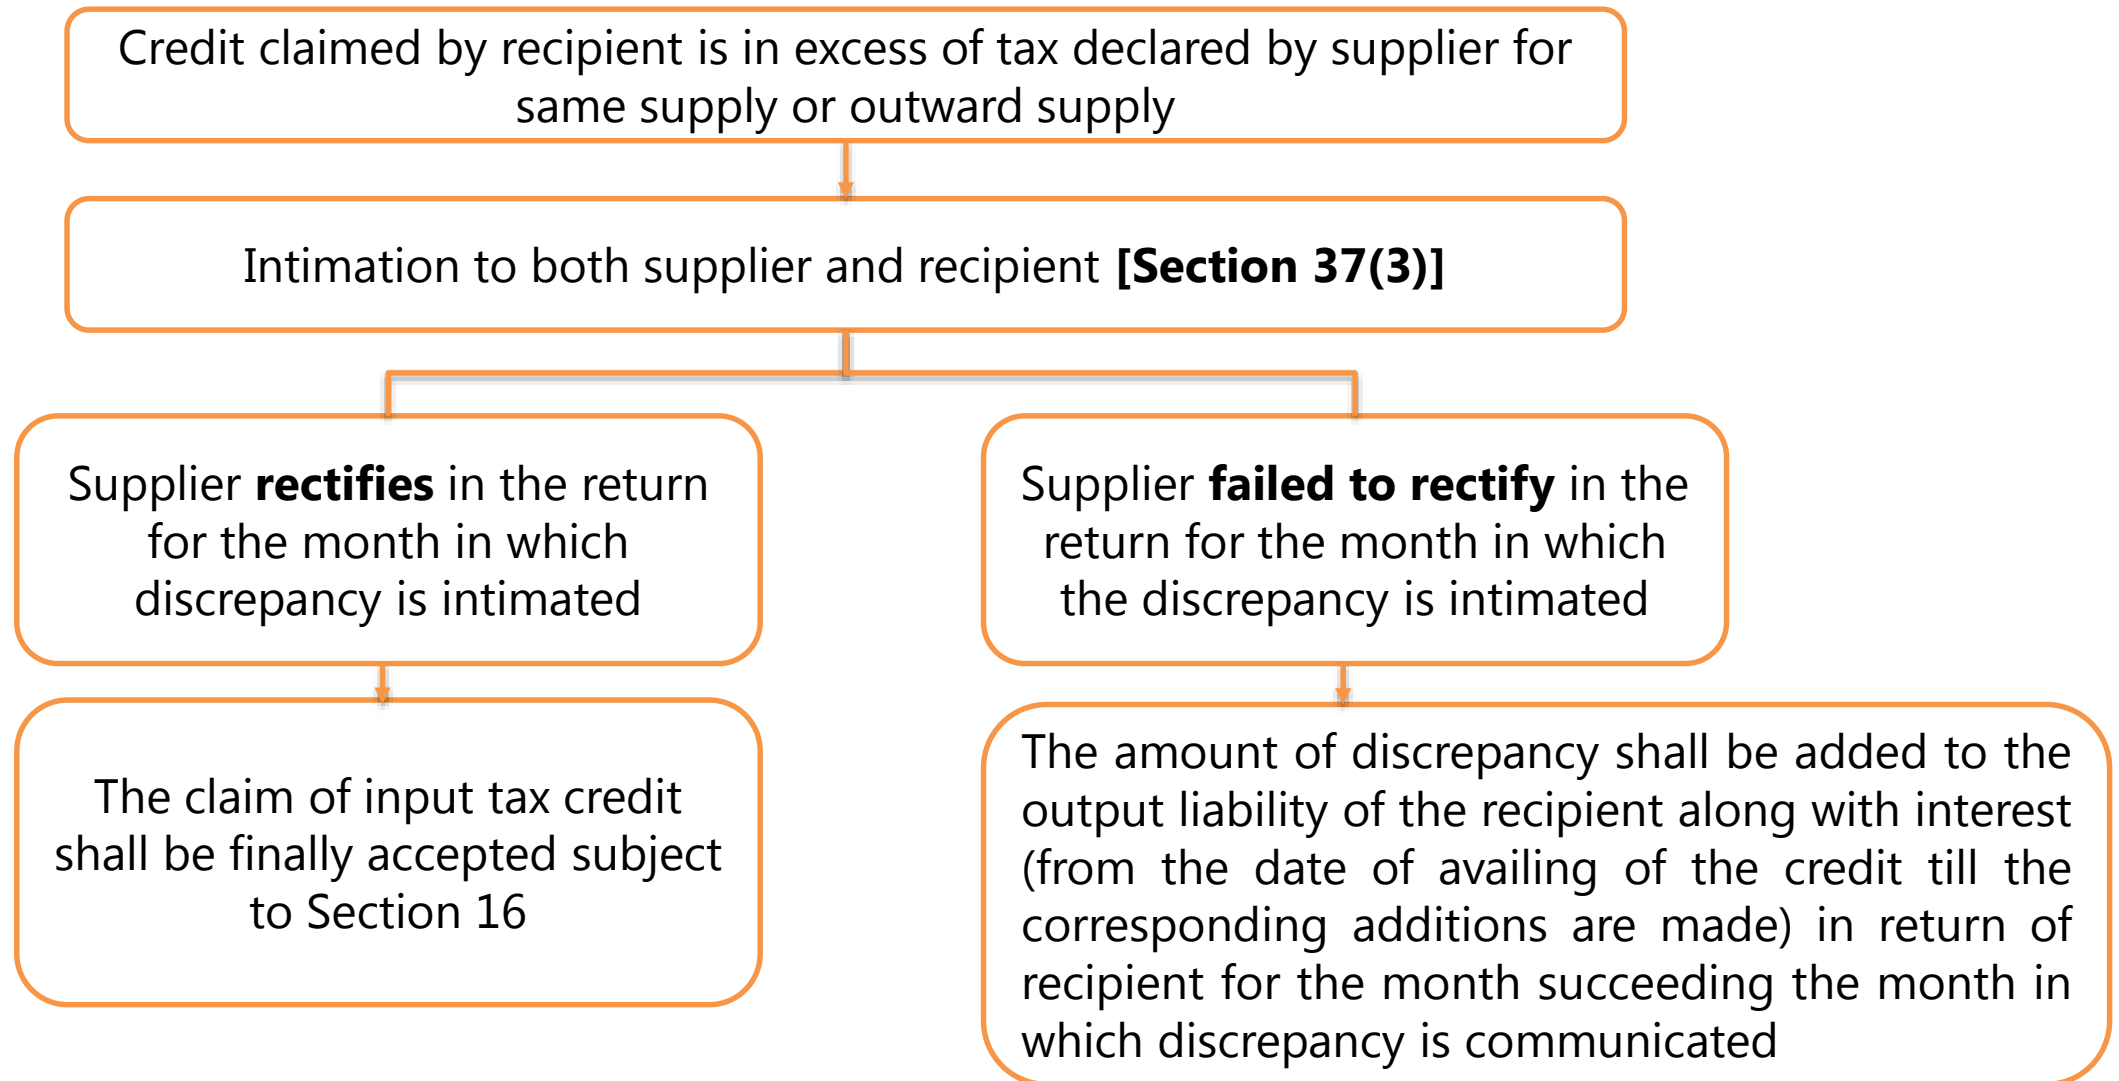 Credit claimed by recipient is in excess of tax declared by supplier for
same supply or outward supply
Intimation to both supplier and recipient [Section 37(3)]
Supplier rectifies in the return
for the month in which
discrepancy is intimated
Supplier failed to rectify in the
return for the month in which
the discrepancy is intimated
The claim of input tax credit
shall be finally accepted subject
to Section 16
The amount of discrepancy shall be added to the
output liability of the recipient along with interest
(from the date of availing of the credit till the
corresponding additions are made) in return of
recipient for the month succeeding the month in
which discrepancy is communicated